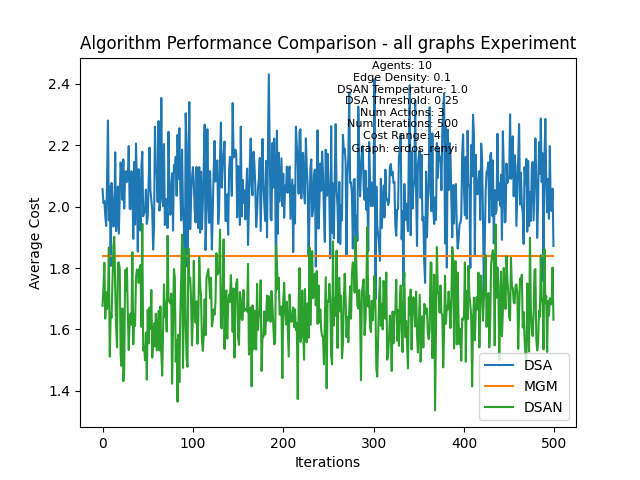 Algorithm Performance Comparison - all graphs Experiment
Agents: 10
Edge Density: 0.1
DSAN Temperature: 1.0
DSA Threshold: 0.25
Num Actions: 3
Num Iterations: 500
Cost Range: 4
Graph: erdos_renyi
Average Cost
2.4
2.2
2.0
1.8
1.6
1.4
DSA
MGM
DSAN
0
100
200
300
400
500
Iterations